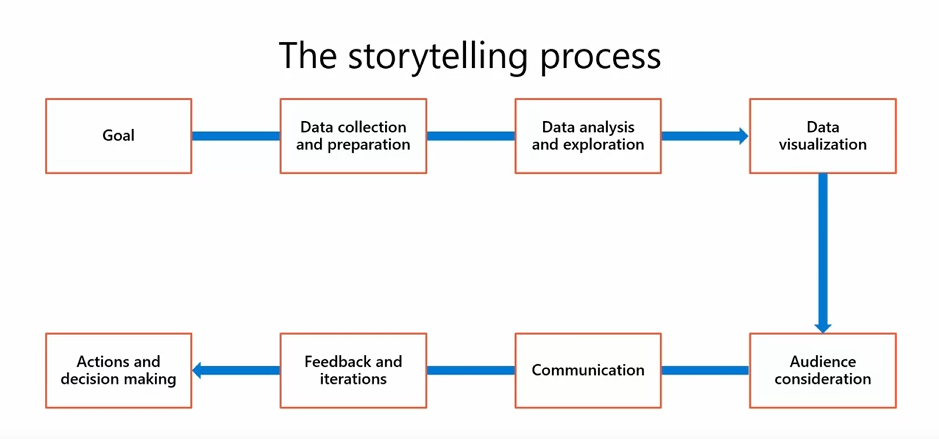 The storytelling process
Goal
Data collection
and preparation
Data analysis
and exploration
Data
visualization
Audience
consideration
Communication
Feedback and
iterations
Actions and
decision making